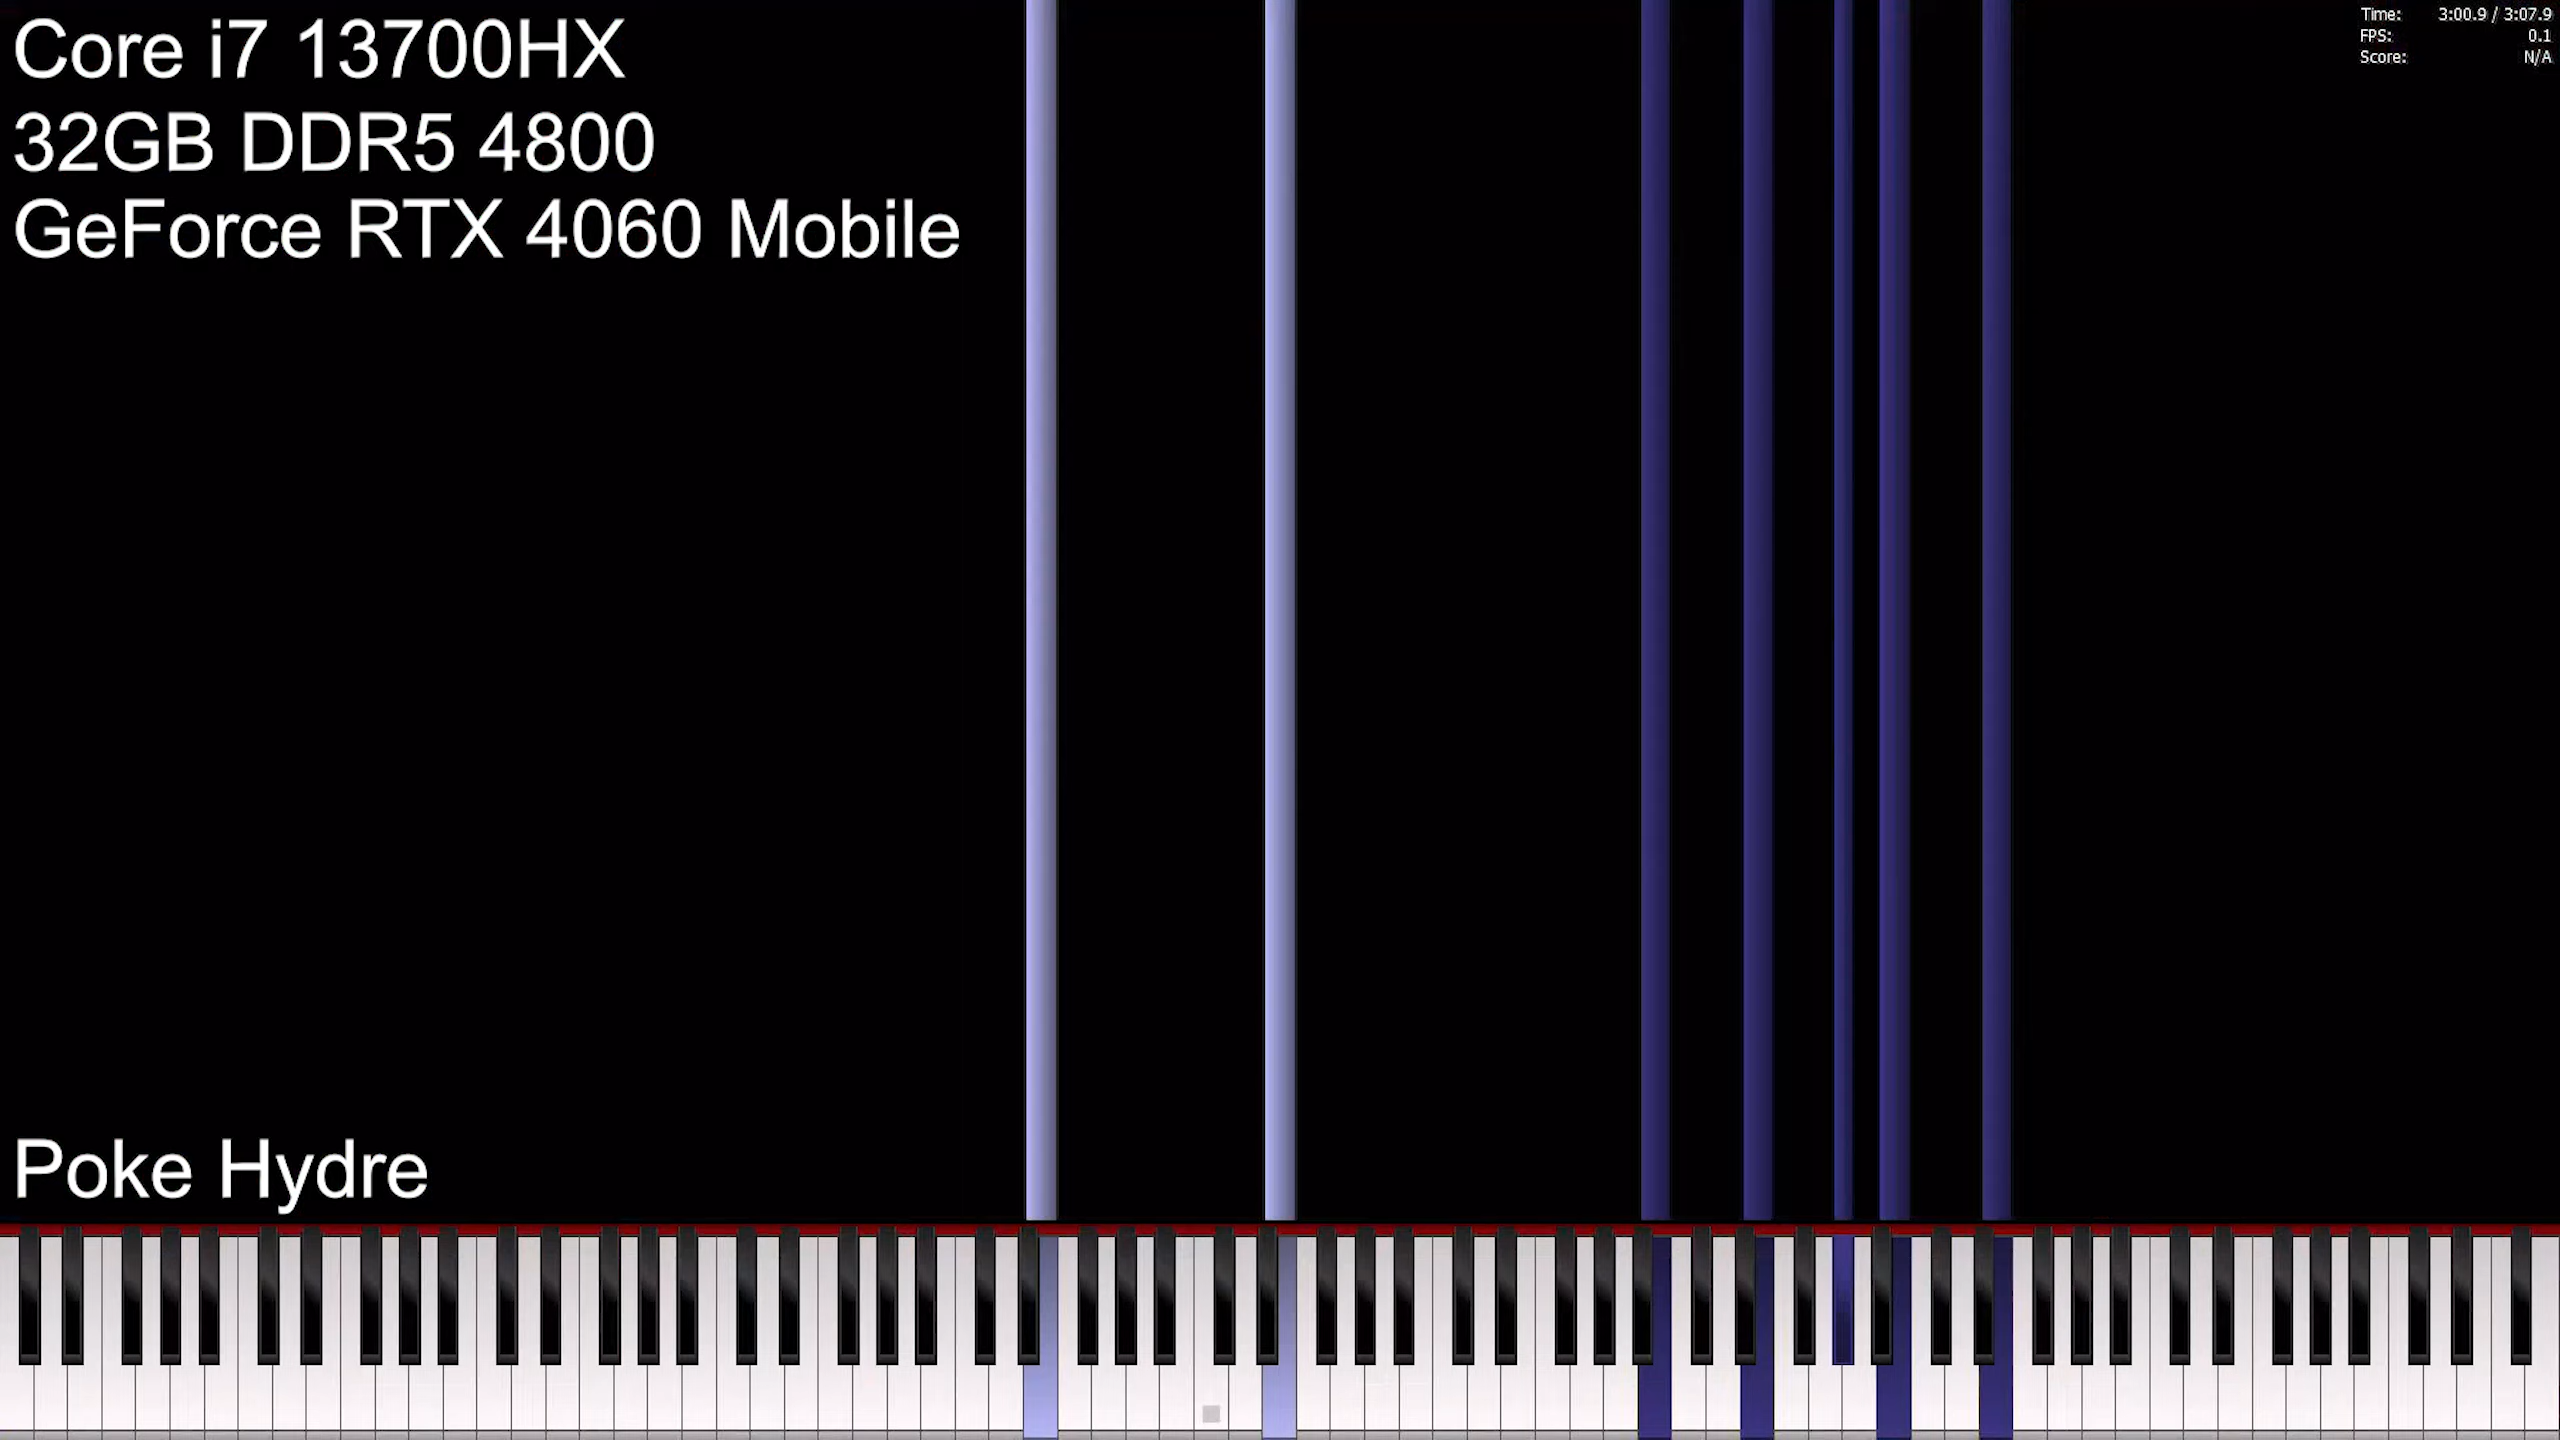 Core i7 13700HX
32GB DDR5 4800
GeForce RTX 4060 Mobile
Time: 3:00.9 / 3:07.9
FPS: 0.1
Score: N/A
Poke Hydre